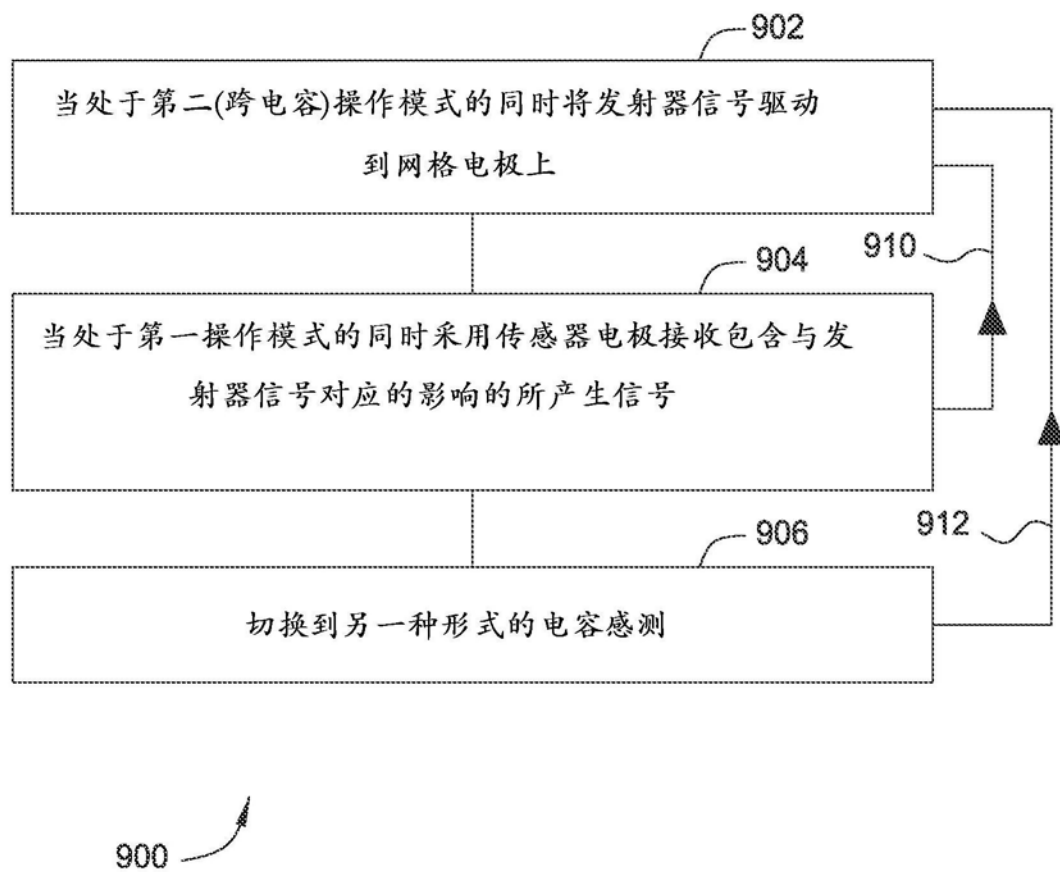 902
当处于第二(跨电容)操作模式的同时将发射器信号驱动
到网格电极上
910
904
当处于第一操作模式的同时采用传感器电极接收包含与发
射器信号对应的影响的所产生信号
912
906
切换到另一种形式的电容感测
900